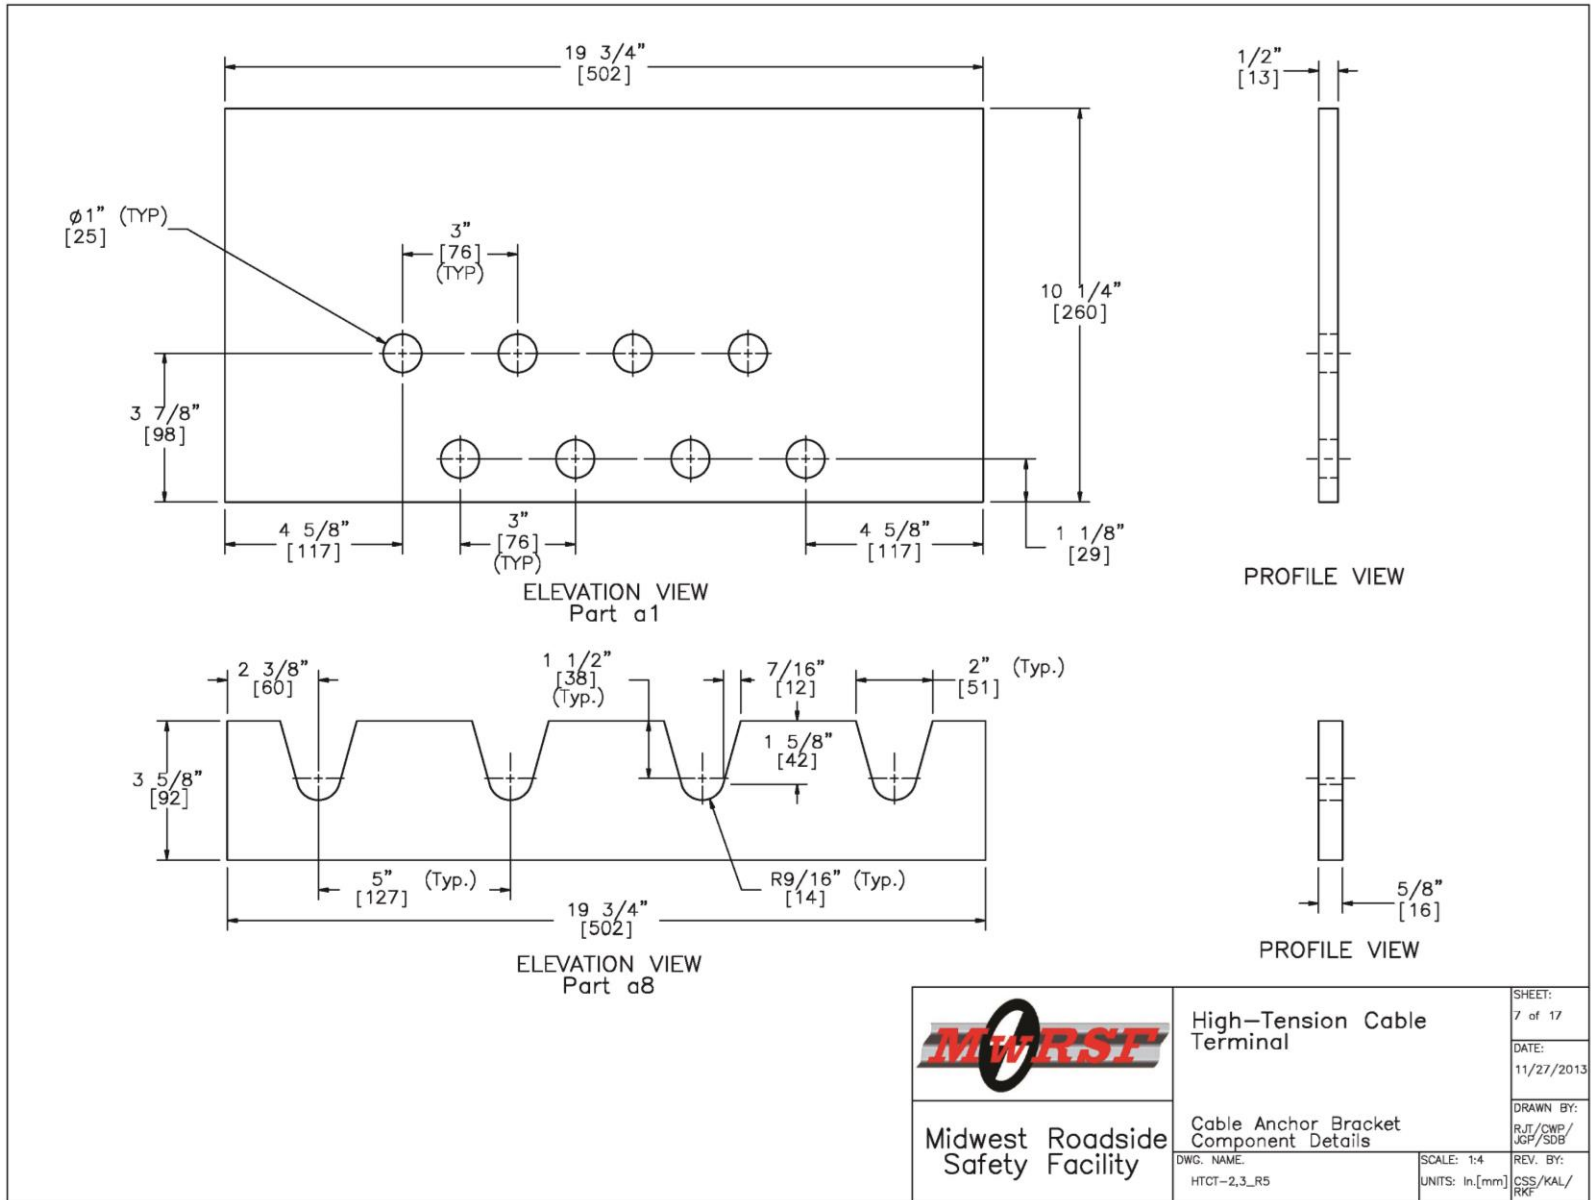 19 3/4"
[502]
1/2"
[13]
ø1" (TYP)
[25]
3"
[76]
(TYP)
10 1/4"
[260]
3 7/8"
[98]
4 5/8"
[117]
3"
[76]
(TYP)
4 5/8"
[117]
1 1/8"
[29]
ELEVATION VIEW
Part a1
PROFILE VIEW
2 3/8"
[60]
1 1/2"
[38]
(Typ.)
7/16"
[12]
2" (Typ.)
[51]
3 5/8"
[92]
1 5/8"
[42]
5" (Typ.)
[127]
R9/16" (Typ.)
[14]
19 3/4"
[502]
5/8"
[16]
ELEVATION VIEW
Part a8
PROFILE VIEW
MwRSF
Midwest Roadside
Safety Facility
High-Tension Cable
Terminal
Cable Anchor Bracket
Component Details
DWG. NAME.
HTCT-2,3_R5
SCALE: 1:4
UNITS: In.[mm]
SHEET:
7 of 17
DATE:
11/27/2013
DRAWN BY:
RJT/CWP/
JGP/SDB
REV. BY:
CSS/KAL/
RKF